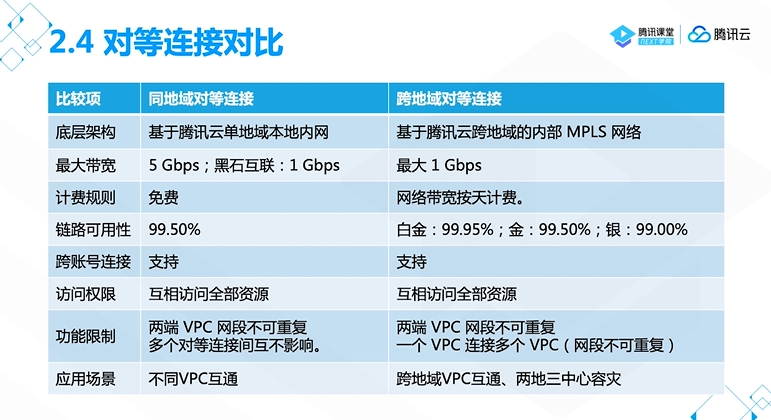 2.4 对等连接对比
腾讯课堂
NEXT学院
腾讯云
比较项 同地域对等连接 跨地域对等连接
底层架构 基于腾讯云单地域本地内网 基于腾讯云跨地域的内部 MPLS 网络
最大带宽 5 Gbps；黑石互联：1 Gbps 最大 1 Gbps
计费规则 免费 网络带宽按天计费。
链路可用性 99.50% 白金：99.95%；金：99.50%；银：99.00%
跨账号连接 支持 支持
访问权限 互相访问全部资源 互相访问全部资源
功能限制 两端 VPC 网段不可重复 两端 VPC 网段不可重复
多个对等连接间互不影响。 一个 VPC 连接多个 VPC（网段不可重复）
应用场景 不同VPC互通 跨地域VPC互通、两地三中心容灾